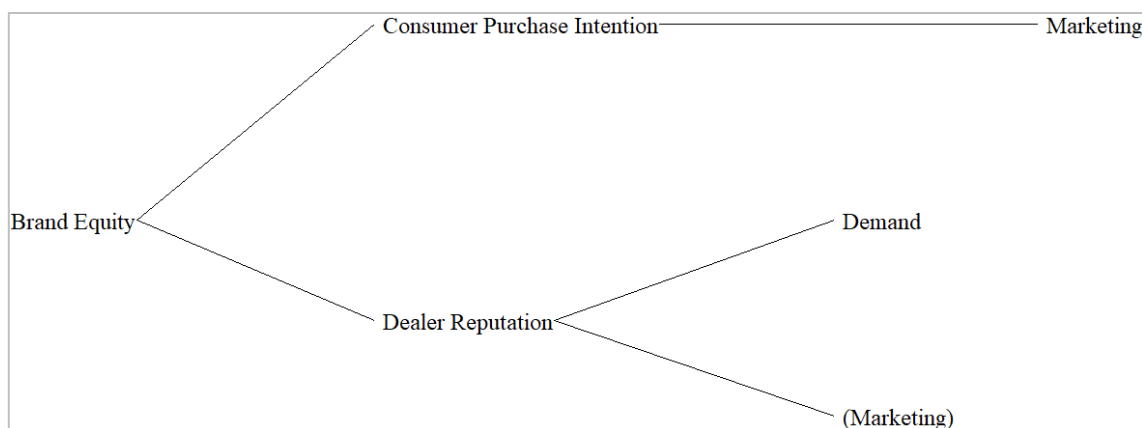 Consumer Purchase Intention
Marketing
Brand Equity
Demand
Dealer Reputation
(Marketing)